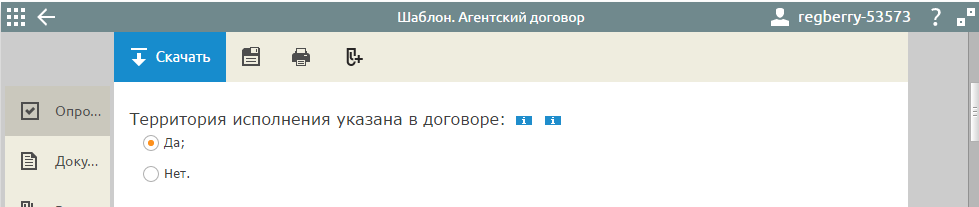 Шаблон. Агентский договор
regberry-53573
?
Скачать
Опро...
Территория исполнения указана в договоре:
Да;
Доку...
Нет.